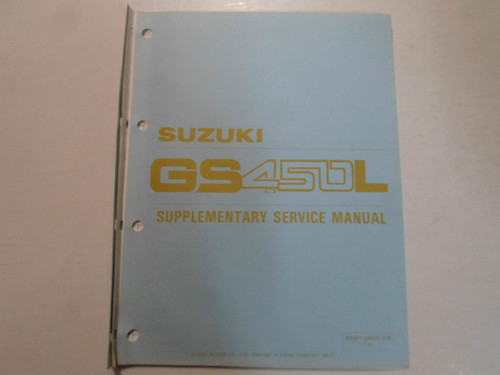 SUZUKI
GS450L
SUPPLEMENTARY SERVICE MANUAL